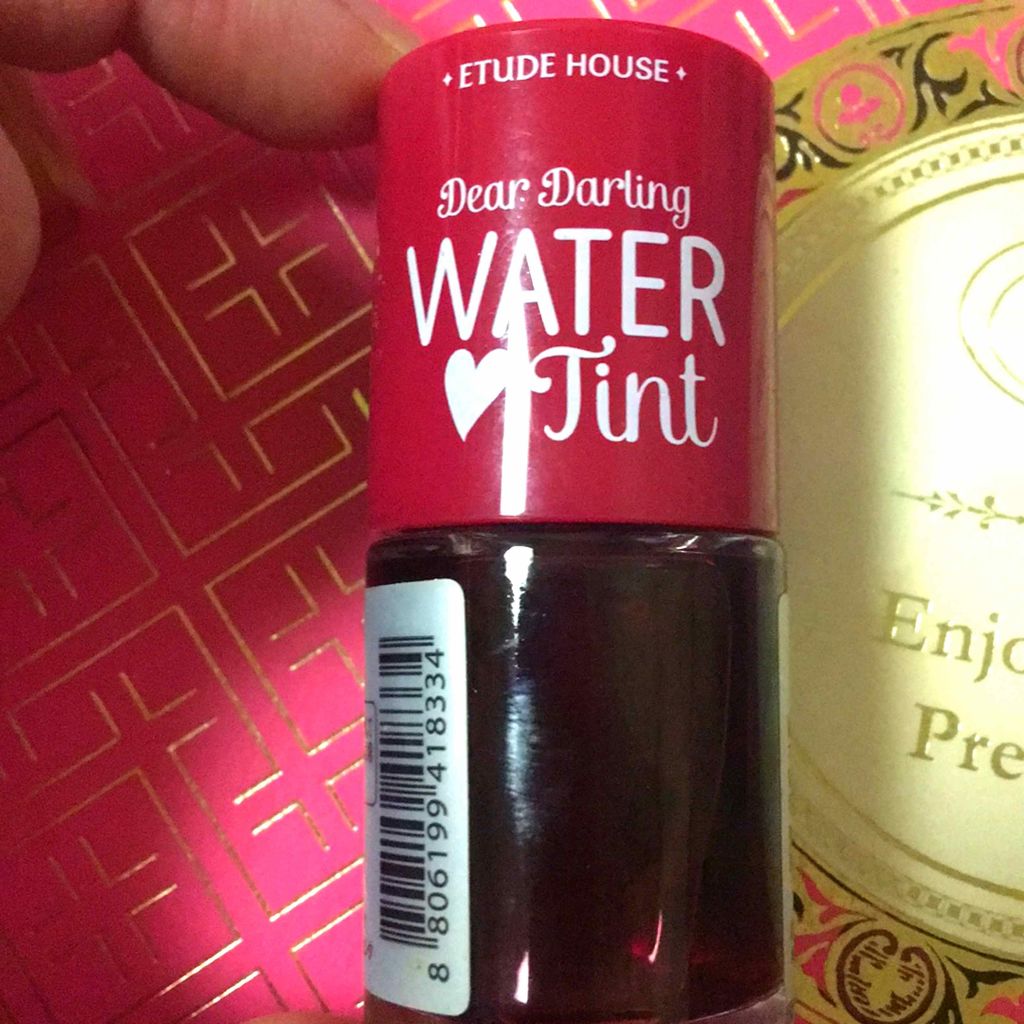 ETUDE HOUSE
Dear Darling
WATER
Tint
8 806199 418334
Enjo
Pre